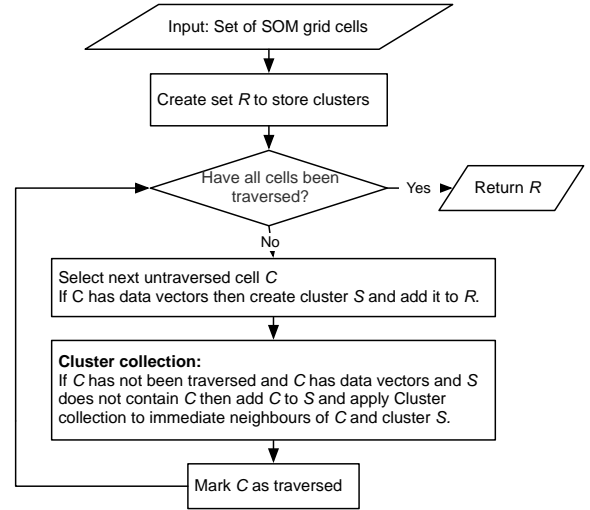 Input: Set of SOM grid cells
Create set R to store clusters
Have all cells been
traversed?
Yes
Return R
No
Select next untraversed cell C
If C has data vectors then create cluster S and add it to R.
Cluster collection:
If C has not been traversed and C has data vectors and S
does not contain C then add C to S and apply Cluster
collection to immediate neighbours of C and cluster S.
Mark C as traversed